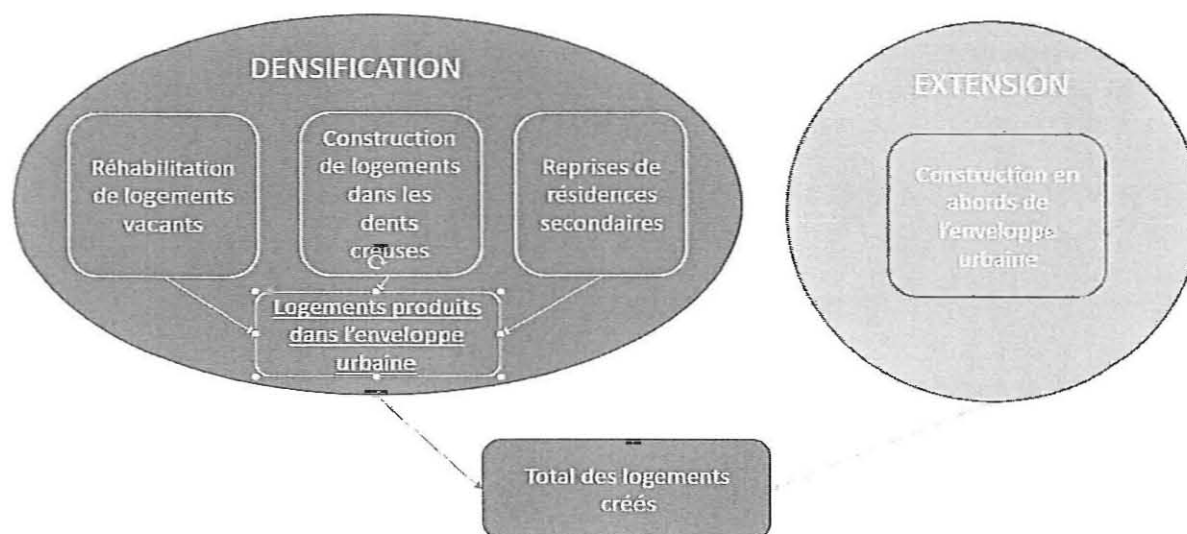 DENSIFICATION
Réhabilitation
de logements
vacants
Construction
de logements
dans les
dents
creuses
Reprises de
résidences
secondaires
Logements produits
dans l'enveloppe
urbaine
EXTENSION
Construction en
abords de
l'enveloppe
urbaine
Total des logements
créés